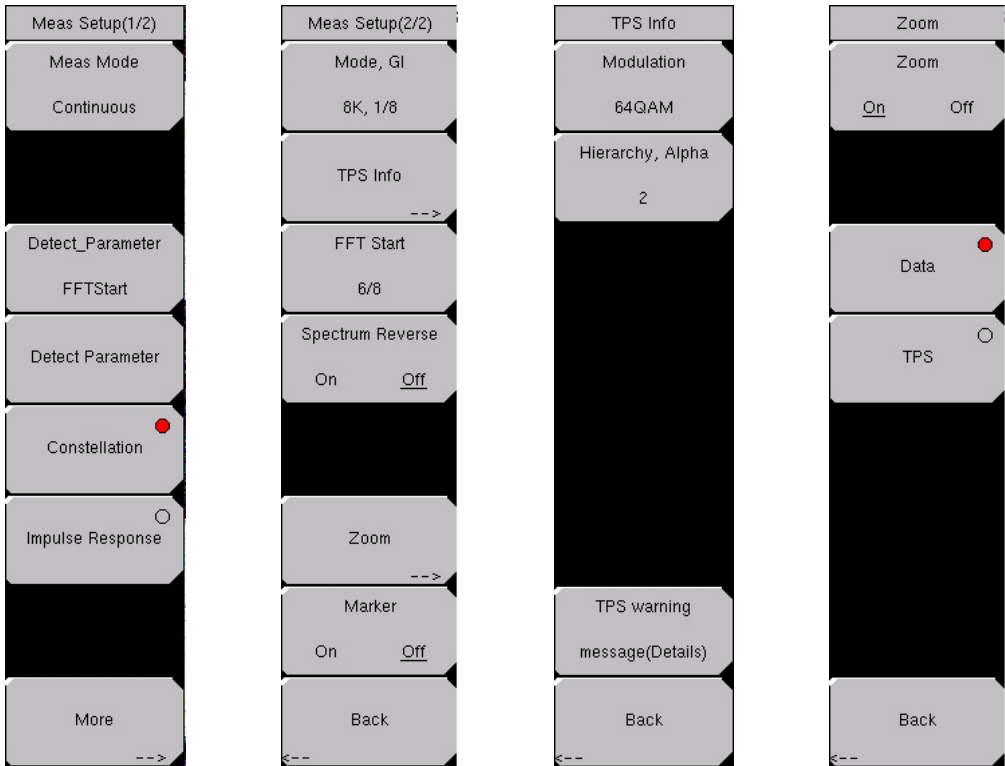 Meas Setup(1/2)
Meas Mode
Continuous
Detect_Parameter
FFTStart
Detect Parameter
Constellation
Impulse Response
More
-->
Meas Setup(2/2)
Mode, GI
8K, 1/8
TPS Info
-->
FFT Start
6/8
Spectrum Reverse
On Off
Zoom
-->
Marker
On Off
Back
<--
TPS Info
Modulation
64QAM
Hierarchy, Alpha
2
TPS warning
message(Details)
Back
<--
Zoom
Zoom
On Off
Data
TPS
Back
<--